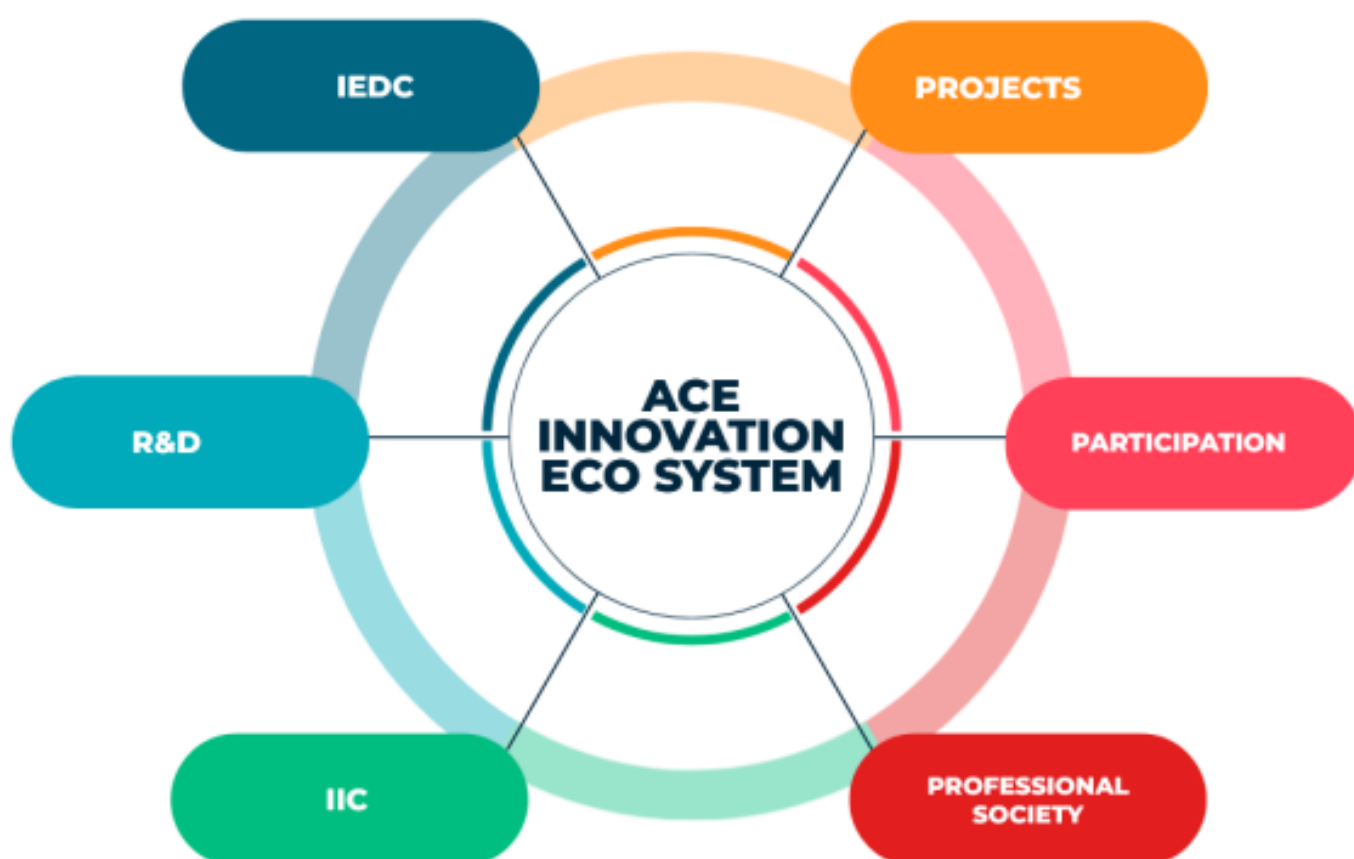 IEDC
PROJECTS
ACE
INNOVATION
ECO SYSTEM
R&D
PARTICIPATION
IIC
PROFESSIONAL
SOCIETY